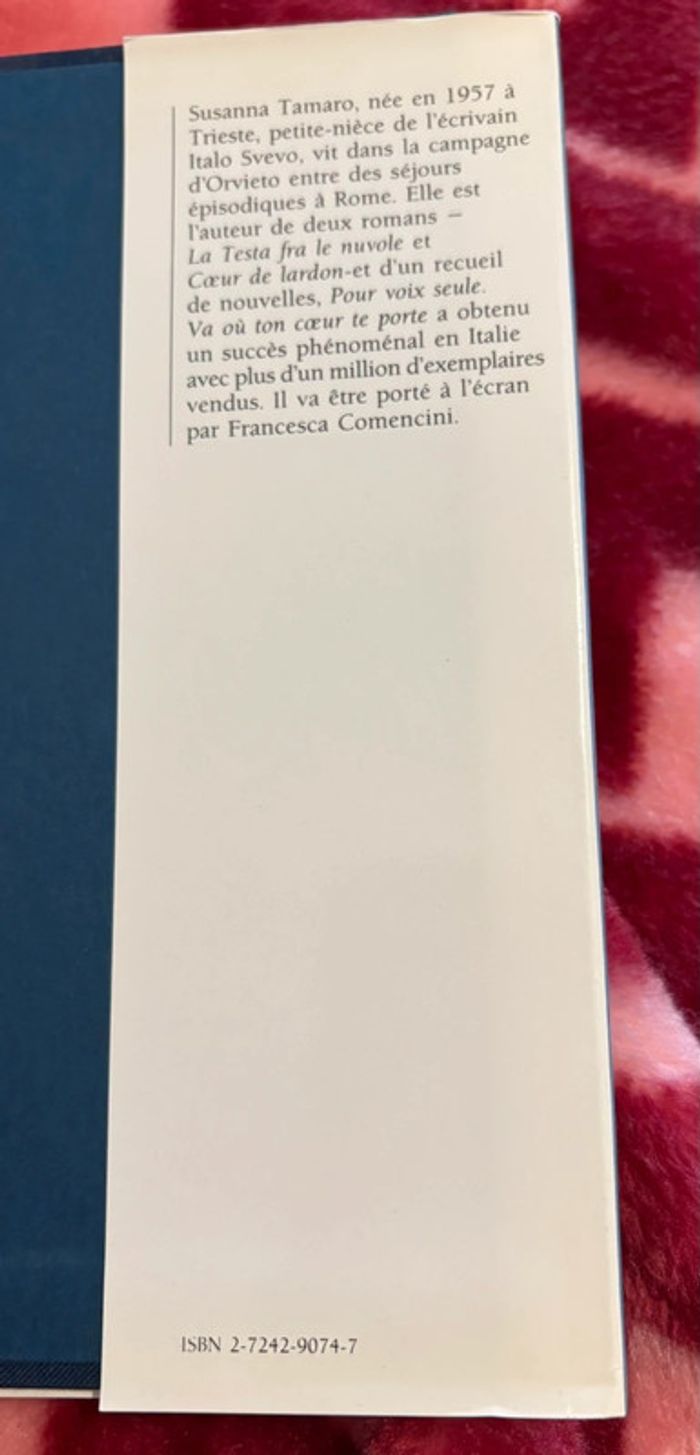 Susanna Tamaro, née en 1957 à
Trieste, petite-nièce de l'écrivain
Italo Svevo, vit dans la campagne
d'Orvieto entre des séjours
épisodiques à Rome. Elle est
l'auteur de deux romans –
La Testa fra le nuvole et
Cœur de lardon-et d'un recueil
de nouvelles, Pour voix seule.
Va où ton cœur te porte a obtenu
un succès phénoménal en Italie
avec plus d'un million d'exemplaires
vendus. Il va être porté à l'écran
par Francesca Comencini.
ISBN 2-7242-9074-7